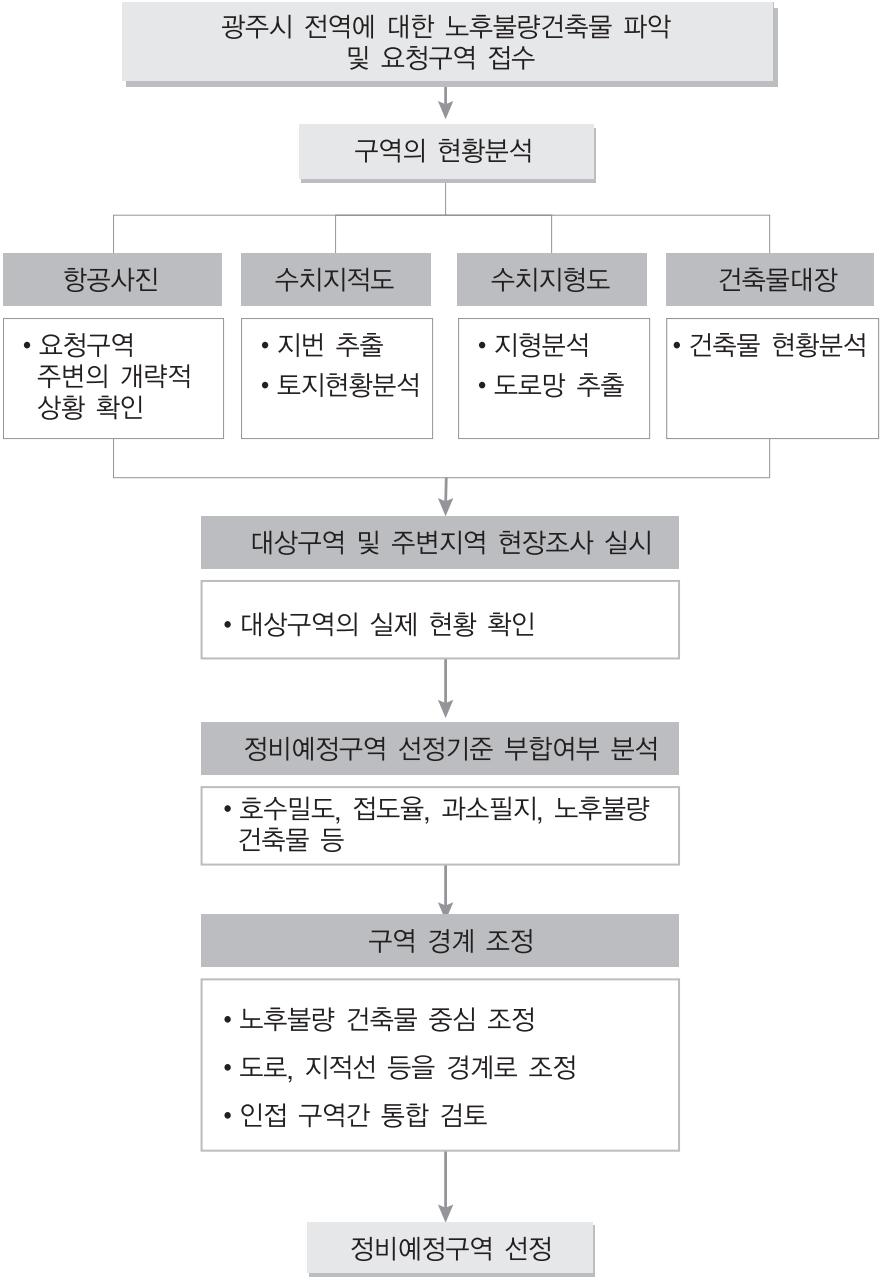 광주시 전역에 대한 노후불량건축물 파악
및 요청구역 접수
구역의 현황분석
항공사진
• 요청구역
주변의 개략적
상황 확인
수치지적도
• 지번 추출
• 토지현황분석
수치지형도
• 지형분석
• 도로망 추출
건축물대장
• 건축물 현황분석
대상구역 및 주변지역 현장조사 실시
• 대상구역의 실제 현황 확인
정비예정구역 선정기준 부합여부 분석
• 호수밀도, 접도율, 과소필지, 노후불량
건축물 등
구역 경계 조정
• 노후불량 건축물 중심 조정
• 도로, 지적선 등을 경계로 조정
• 인접 구역간 통합 검토
정비예정구역 선정